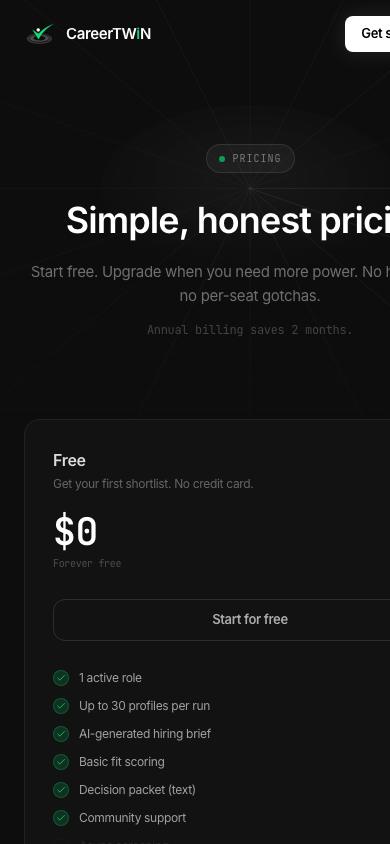 CareerTWiN
Get s
PRICING
Simple, honest prici
Start free. Upgrade when you need more power. No h
no per-seat gotchas.
Annual billing saves 2 months.
Free
Get your first shortlist. No credit card.
$0
Forever free
Start for free
1 active role
Up to 30 profiles per run
AI-generated hiring brief
Basic fit scoring
Decision packet (text)
Community support